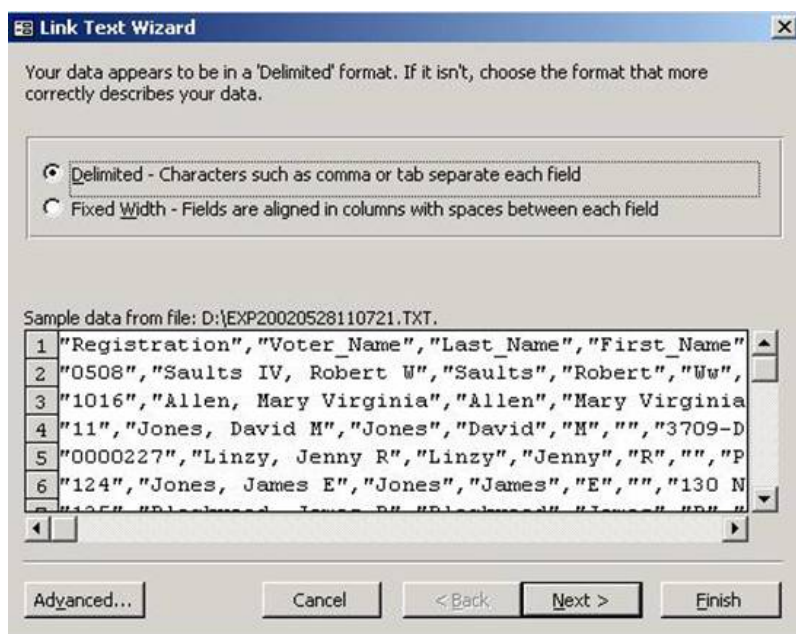 Link Text Wizard
Your data appears to be in a 'Delimited' format. If it isn't, choose the format that more
correctly describes your data.
Delimited - Characters such as comma or tab separate each field
Fixed Width - Fields are aligned in columns with spaces between each field
Sample data from file: D:\EXP20020528110721.TXT.
1 "Registration","Voter_Name","Last_Name","First_Name"
2 "0508","Saults IV, Robert W","Saults","Robert","Ww",
3 "1016","Allen, Mary Virginia","Allen","Mary Virginia
4 "11","Jones, David M","Jones","David","M","","3709-D
5 "0000227","Linzy, Jenny R","Linzy","Jenny","R","","P
6 "124","Jones, James E","Jones","James","E","","130 N
Advanced... Cancel < Back Next > Finish